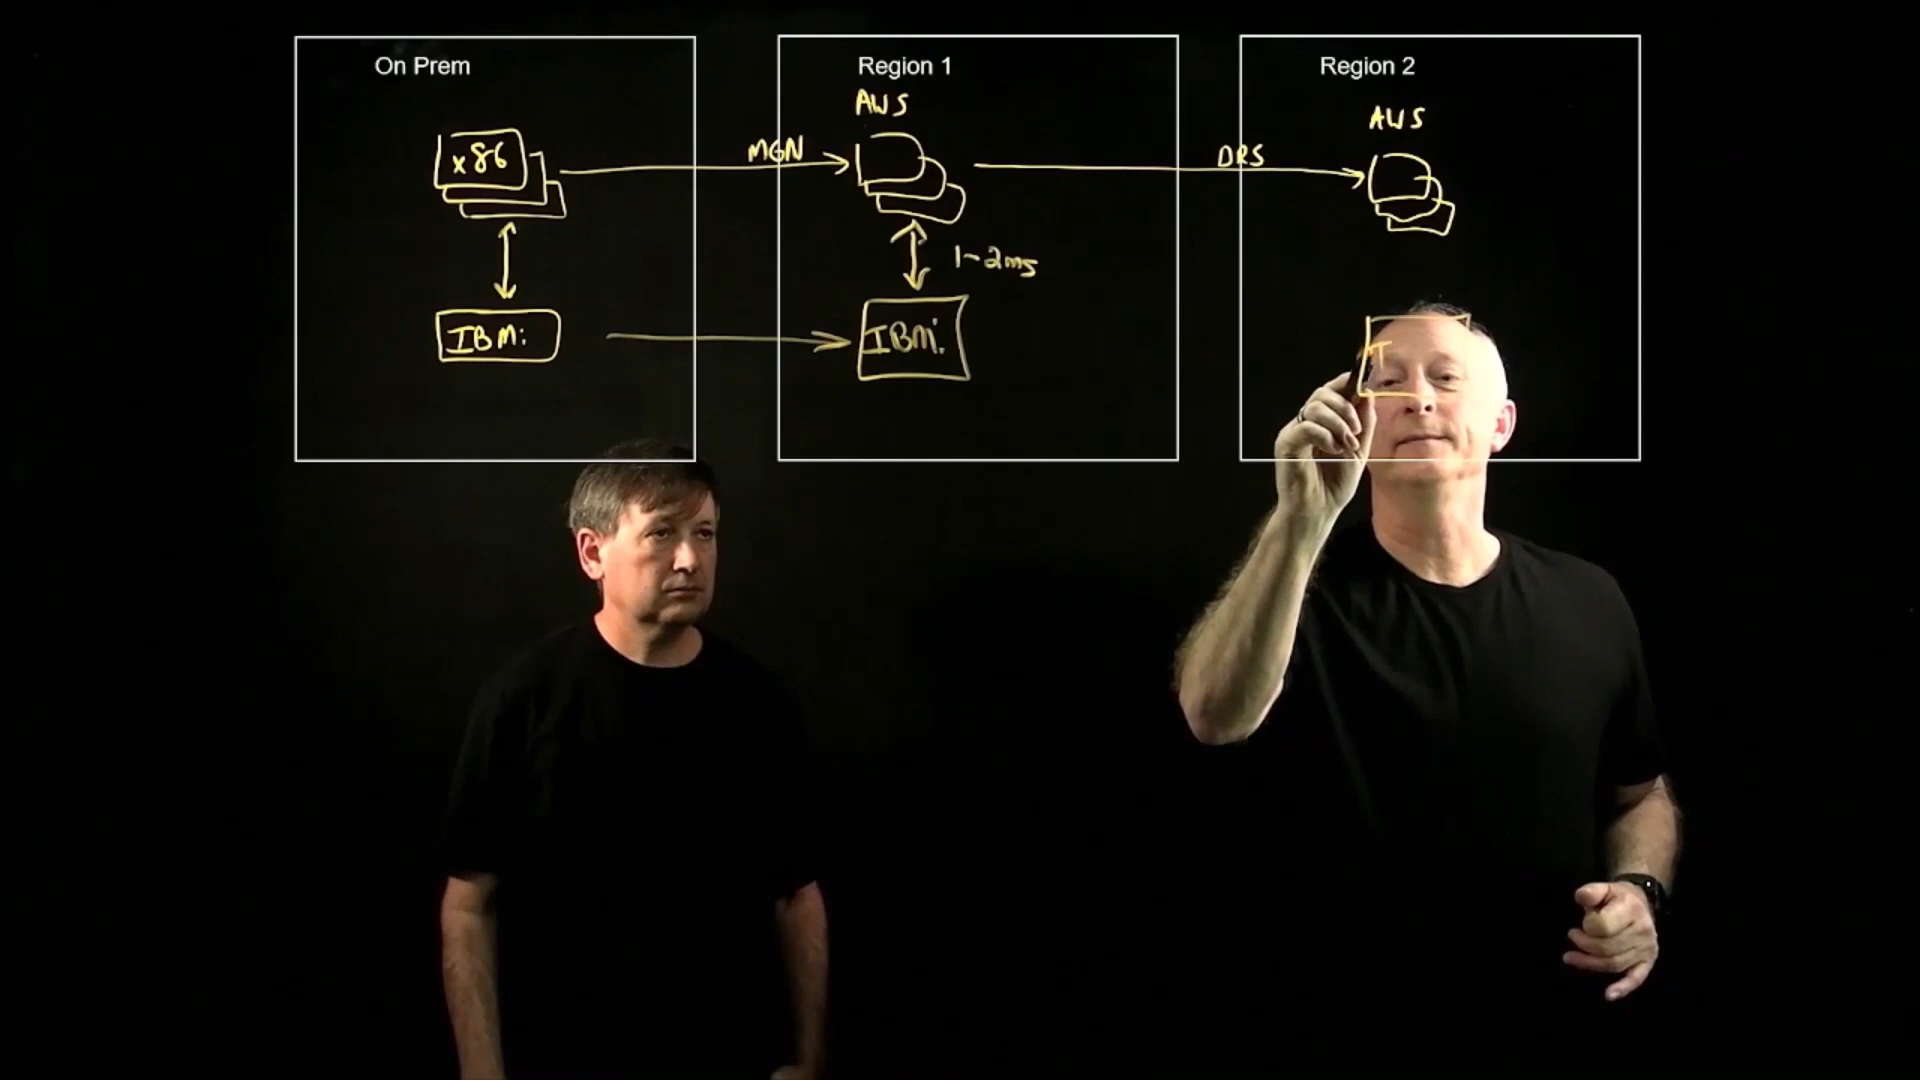 On Prem
Region 1
Region 2
AWS
AWS
x86
MGN
DRS
1-2ms
IBMi
IBMi
I